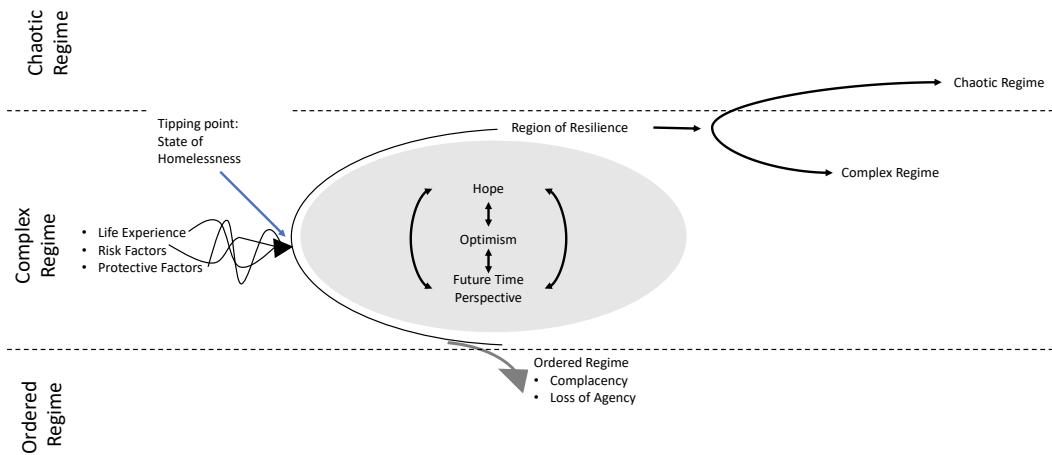 Chaotic
Regime
Chaotic Regime
Tipping point:
State of
Homelessness
Region of Resilience
Complex Regime
Complex
Regime
• Life Experience
• Risk Factors
• Protective Factors
Hope
Optimism
Future Time
Perspective
Ordered Regime
• Complacency
• Loss of Agency
Ordered
Regime